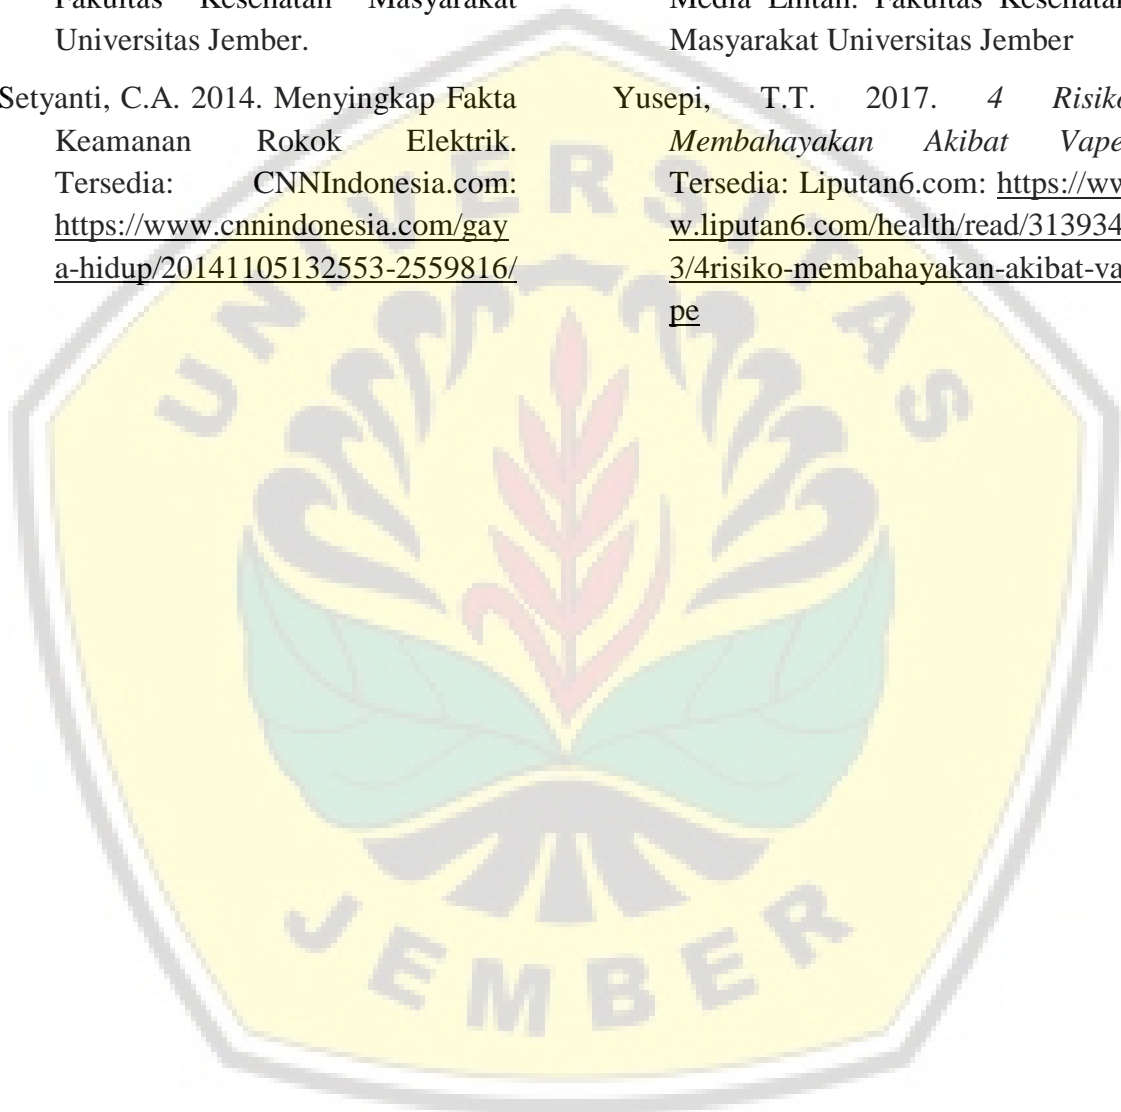 Fakultas Kesehatan Masyarakat
Universitas Jember.
Setyanti, C.A. 2014. Menyingkap Fakta
Keamanan Rokok Elektrik.
Tersedia: CNNIndonesia.com:
https://www.cnnindonesia.com/gay
a-hidup/20141105132553-2559816/
Media Lintah. Fakultas Kesehatan
Masyarakat Universitas Jember
Yusepi, T.T. 2017. 4 Risiko
Membahayakan Akibat Vape
Tersedia: Liputan6.com: https://ww
w.liputan6.com/health/read/313934
3/4risiko-membahayakan-akibat-va
pe
UNIVERSITAS
JEMBER